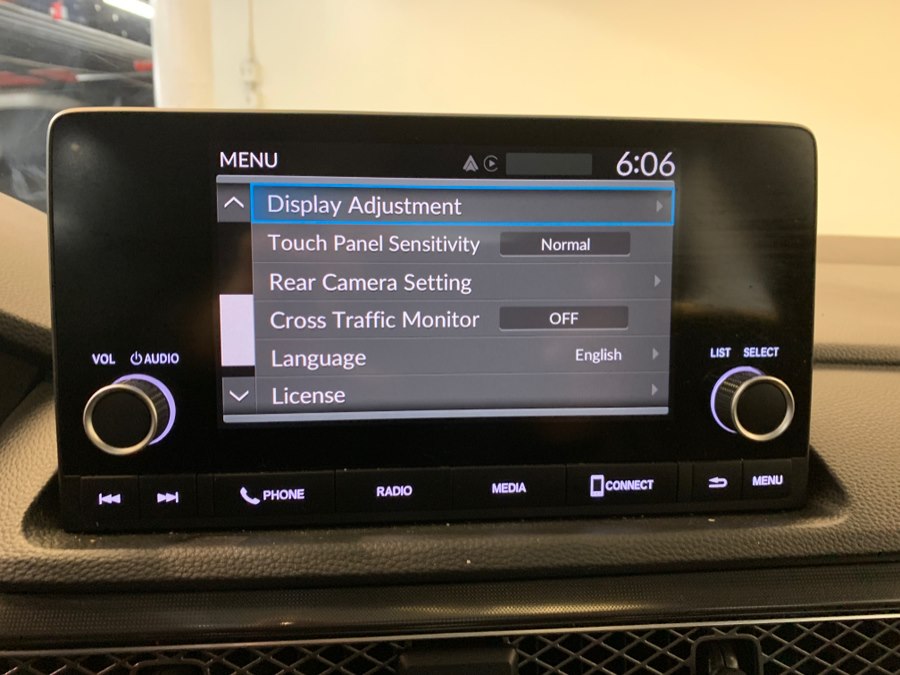 MENU 6:06
Display Adjustment
Touch Panel Sensitivity Normal
Rear Camera Setting
Cross Traffic Monitor OFF
Language English
License
VOL AUDIO
LIST SELECT
PHONE RADIO MEDIA CONNECT MENU